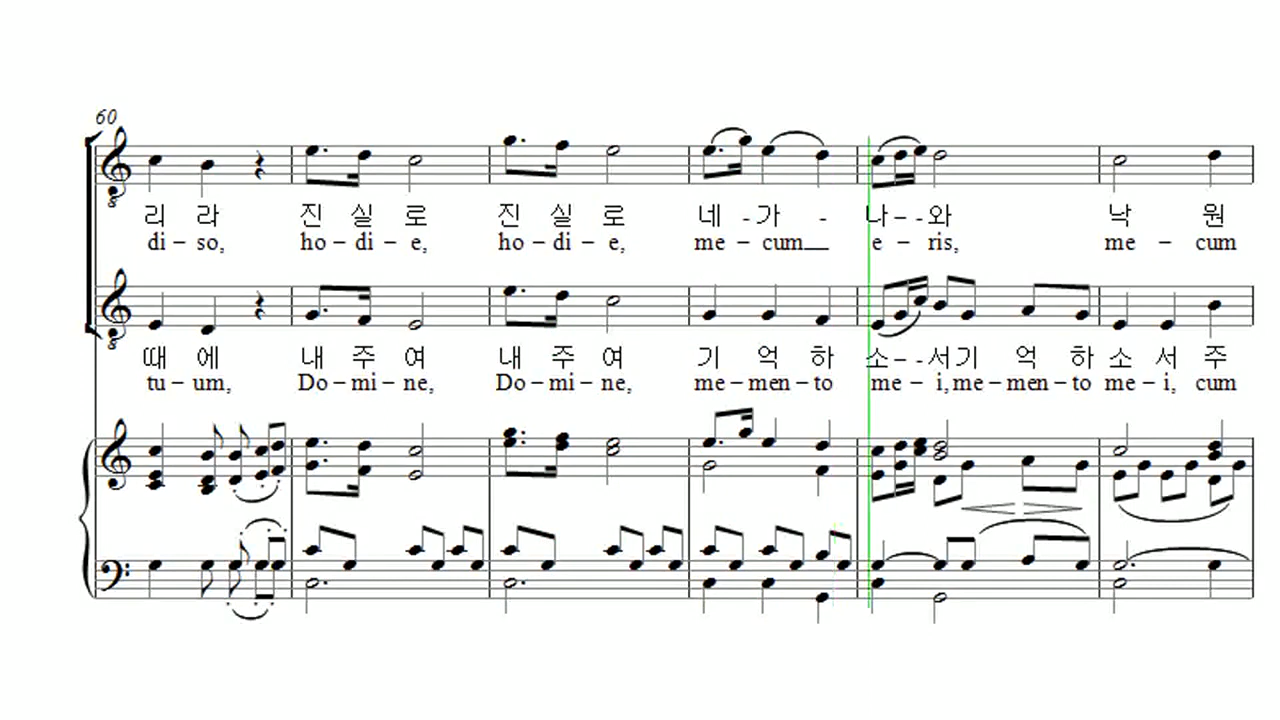 60
리 라 진 실 로 진 실 로 네 - 가 - 나 - - 와 낙 원
di – so, ho – di – e, ho – di – e, me – cum__ e – ris, me – cum
때 에 내 주 여 내 주 여 기 억 하 소 - - 서 기 억 하 소 서 주
tu – um, Do – mi – ne, Do – mi – ne, me – men – to me – i, me – men – to me – i, cum